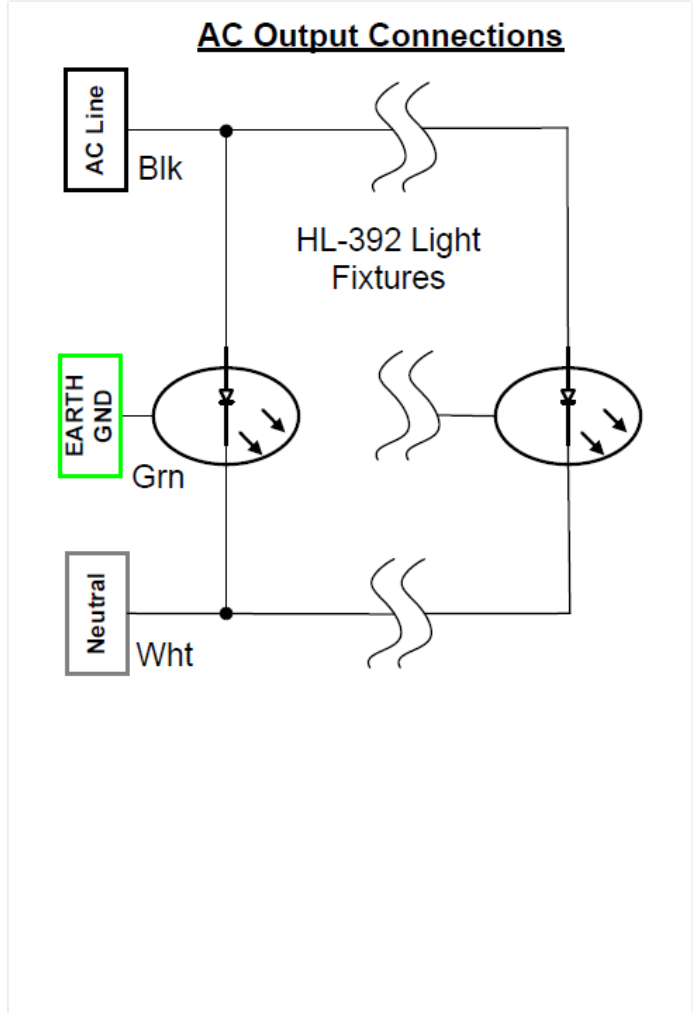 AC Output Connections
AC Line
Blk
HL-392 Light
Fixtures
EARTH
GND
Grn
Neutral
Wht